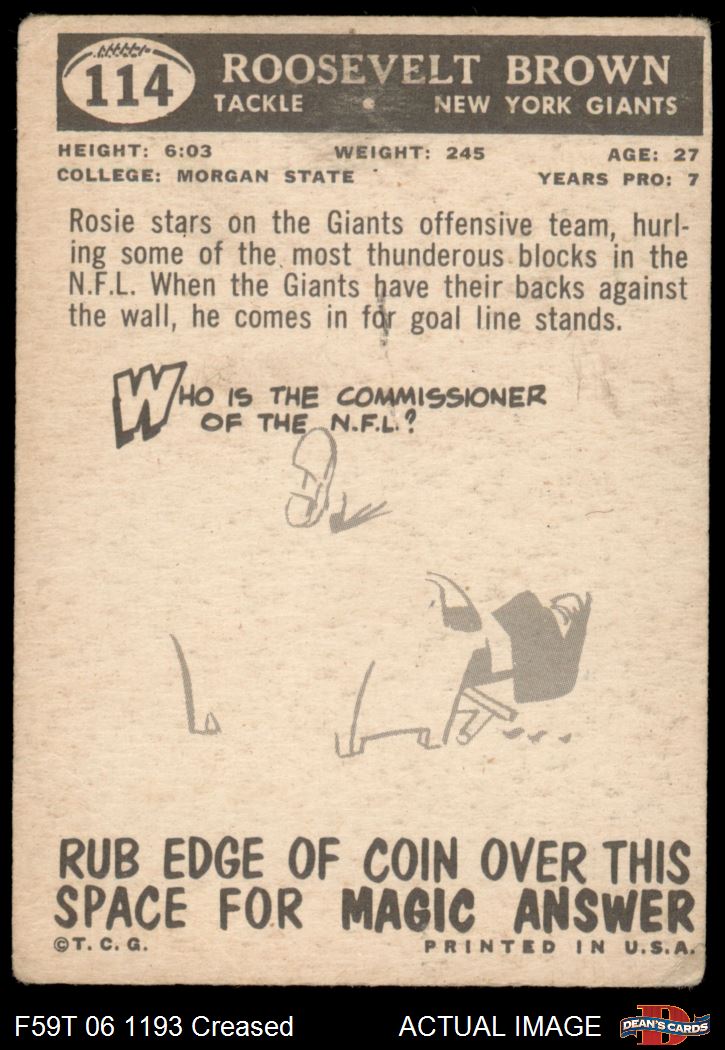 114
ROOSEVELT BROWN
TACKLE • NEW YORK GIANTS
HEIGHT: 6:03 WEIGHT: 245 AGE: 27
COLLEGE: MORGAN STATE YEARS PRO: 7
Rosie stars on the Giants offensive team, hurl-
ing some of the most thunderous blocks in the
N.F.L. When the Giants have their backs against
the wall, he comes in for goal line stands.
WHO IS THE COMMISSIONER
OF THE N.F.L.?
RUB EDGE OF COIN OVER THIS
SPACE FOR MAGIC ANSWER
©T.C.G. PRINTED IN U.S.A.
F59T 06 1193 Creased ACTUAL IMAGE
D
DEAN'S CARDS